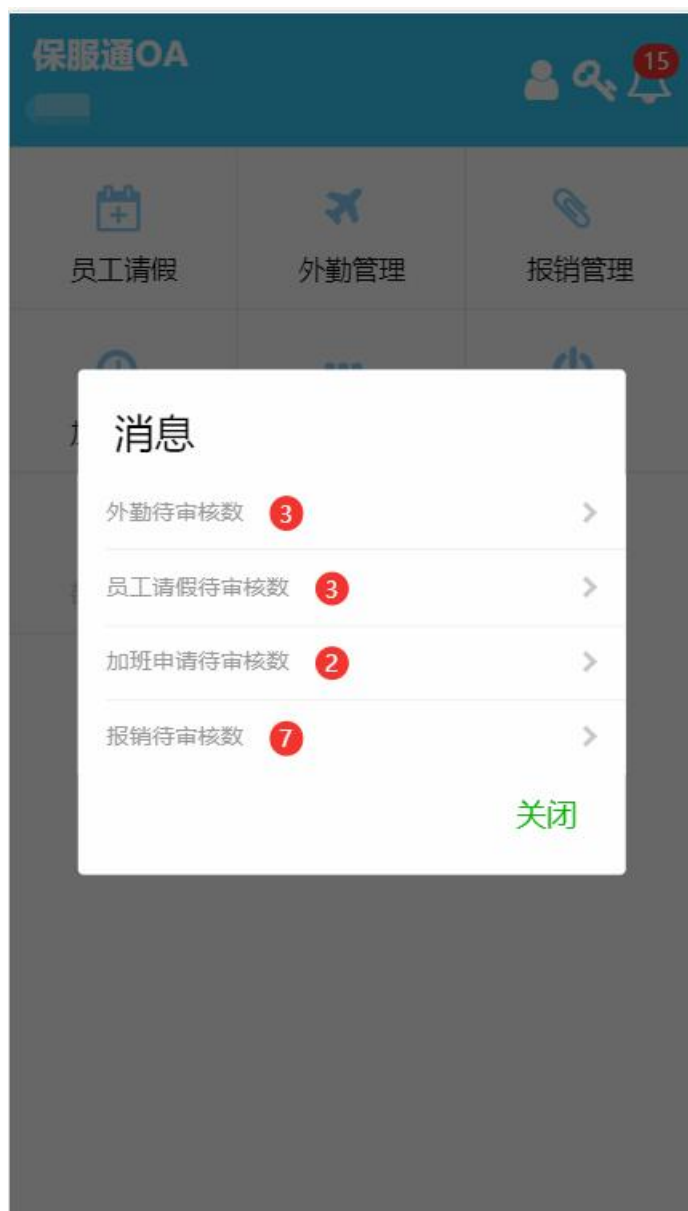 保服通OA
15
员工请假 外勤管理 报销管理
消息
外勤待审核数 3
员工请假待审核数 3
加班申请待审核数 2
报销待审核数 7
关闭